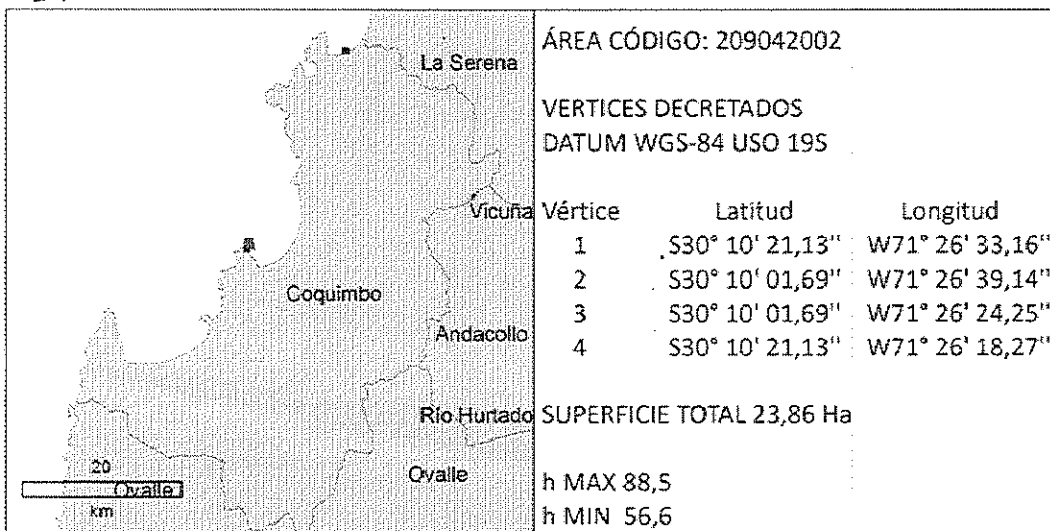 La Serena
Vicuña
Coquimbo
Andacollo
Río Hurtado
Ovalle
20
Ovalle
km
ÁREA CÓDIGO: 209042002
VERTICES DECRETADOS
DATUM WGS-84 USO 19S
Vértice Latitud Longitud
1 S30° 10' 21,13" W71° 26' 33,16"
2 S30° 10' 01,69" W71° 26' 39,14"
3 S30° 10' 01,69" W71° 26' 24,25"
4 S30° 10' 21,13" W71° 26' 18,27"
SUPERFICIE TOTAL 23,86 Ha
h MAX 88,5
h MIN 56,6